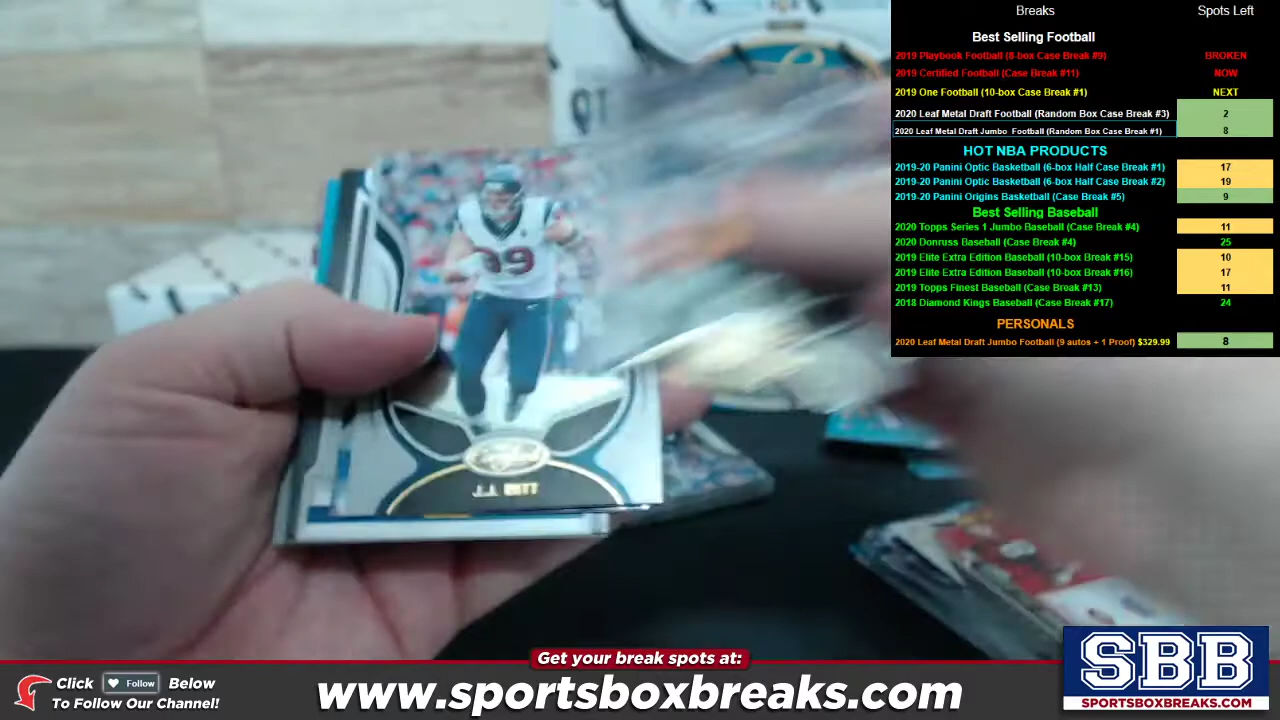 Breaks Spots Left
Best Selling Football
2019 Playbook Football (8-box Case Break #9) BROKEN
2019 Certified Football (Case Break #11) NOW
2019 One Football (10-box Case Break #1) NEXT
2020 Leaf Metal Draft Football (Random Box Case Break #3) 2
2020 Leaf Metal Draft Jumbo Football (Random Box Case Break #1) 8
HOT NBA PRODUCTS
2019-20 Panini Optic Basketball (6-box Half Case Break #1) 17
2019-20 Panini Optic Basketball (6-box Half Case Break #2) 19
2019-20 Panini Origins Basketball (Case Break #5) 9
Best Selling Baseball
2020 Topps Series 1 Jumbo Baseball (Case Break #4) 11
2020 Donruss Baseball (Case Break #4) 25
2019 Elite Extra Edition Baseball (10-box Break #15) 10
2019 Elite Extra Edition Baseball (10-box Break #16) 17
2019 Topps Finest Baseball (Case Break #13) 11
2018 Diamond Kings Baseball (Case Break #17) 24
PERSONALS
2020 Leaf Metal Draft Jumbo Football (9 autos + 1 Proof) $329.99 8
99
J.J. WATT
Get your break spots at:
Click Follow Below
To Follow Our Channel!
www.sportsboxbreaks.com
SBB
SPORTSBOXBREAKS.COM